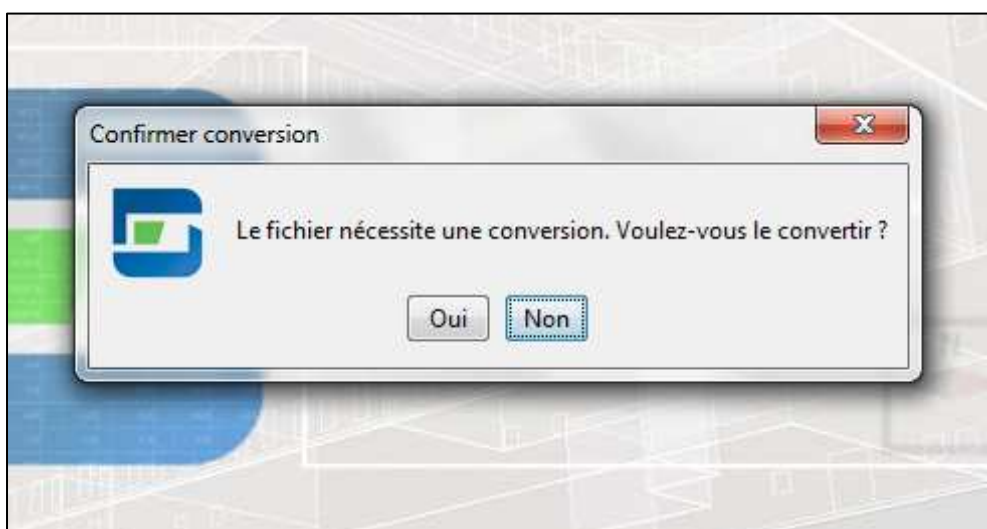 Confirmer conversion
Le fichier nécessite une conversion. Voulez-vous le convertir ?
Oui
Non